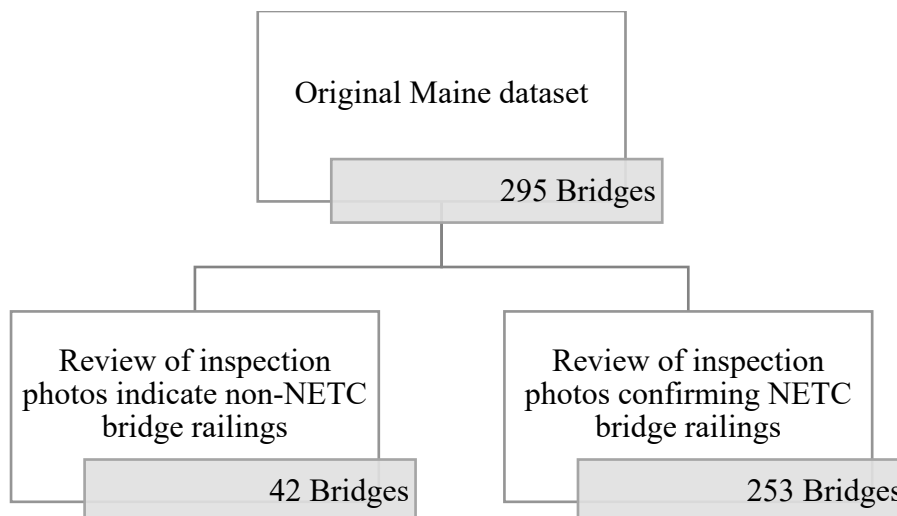 Original Maine dataset
295 Bridges
Review of inspection
photos indicate non-NETC
bridge railings
42 Bridges
Review of inspection
photos confirming NETC
bridge railings
253 Bridges